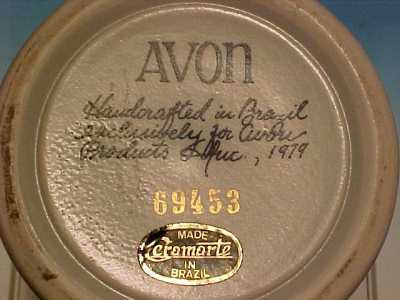 AVON
Handcrafted in Brazil
exclusively for Avon
Products Inc., 1979
69453
MADE
Ceramarte
IN
BRAZIL